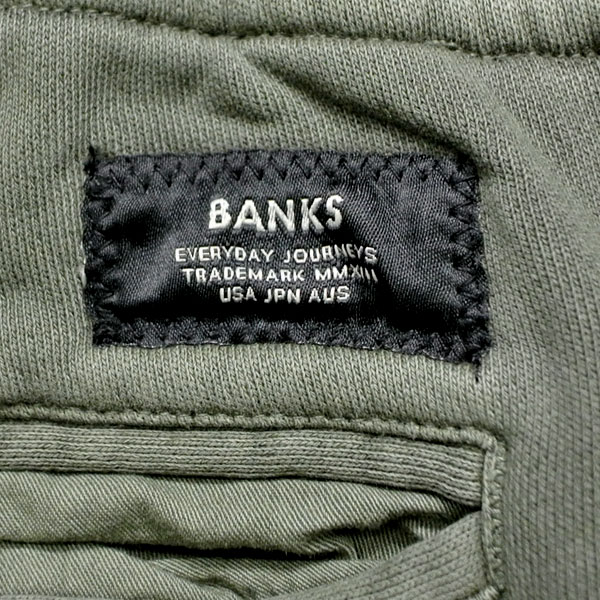 BANKS
EVERYDAY JOURNEYS
TRADEMARK MMXIII
USA JPN AUS